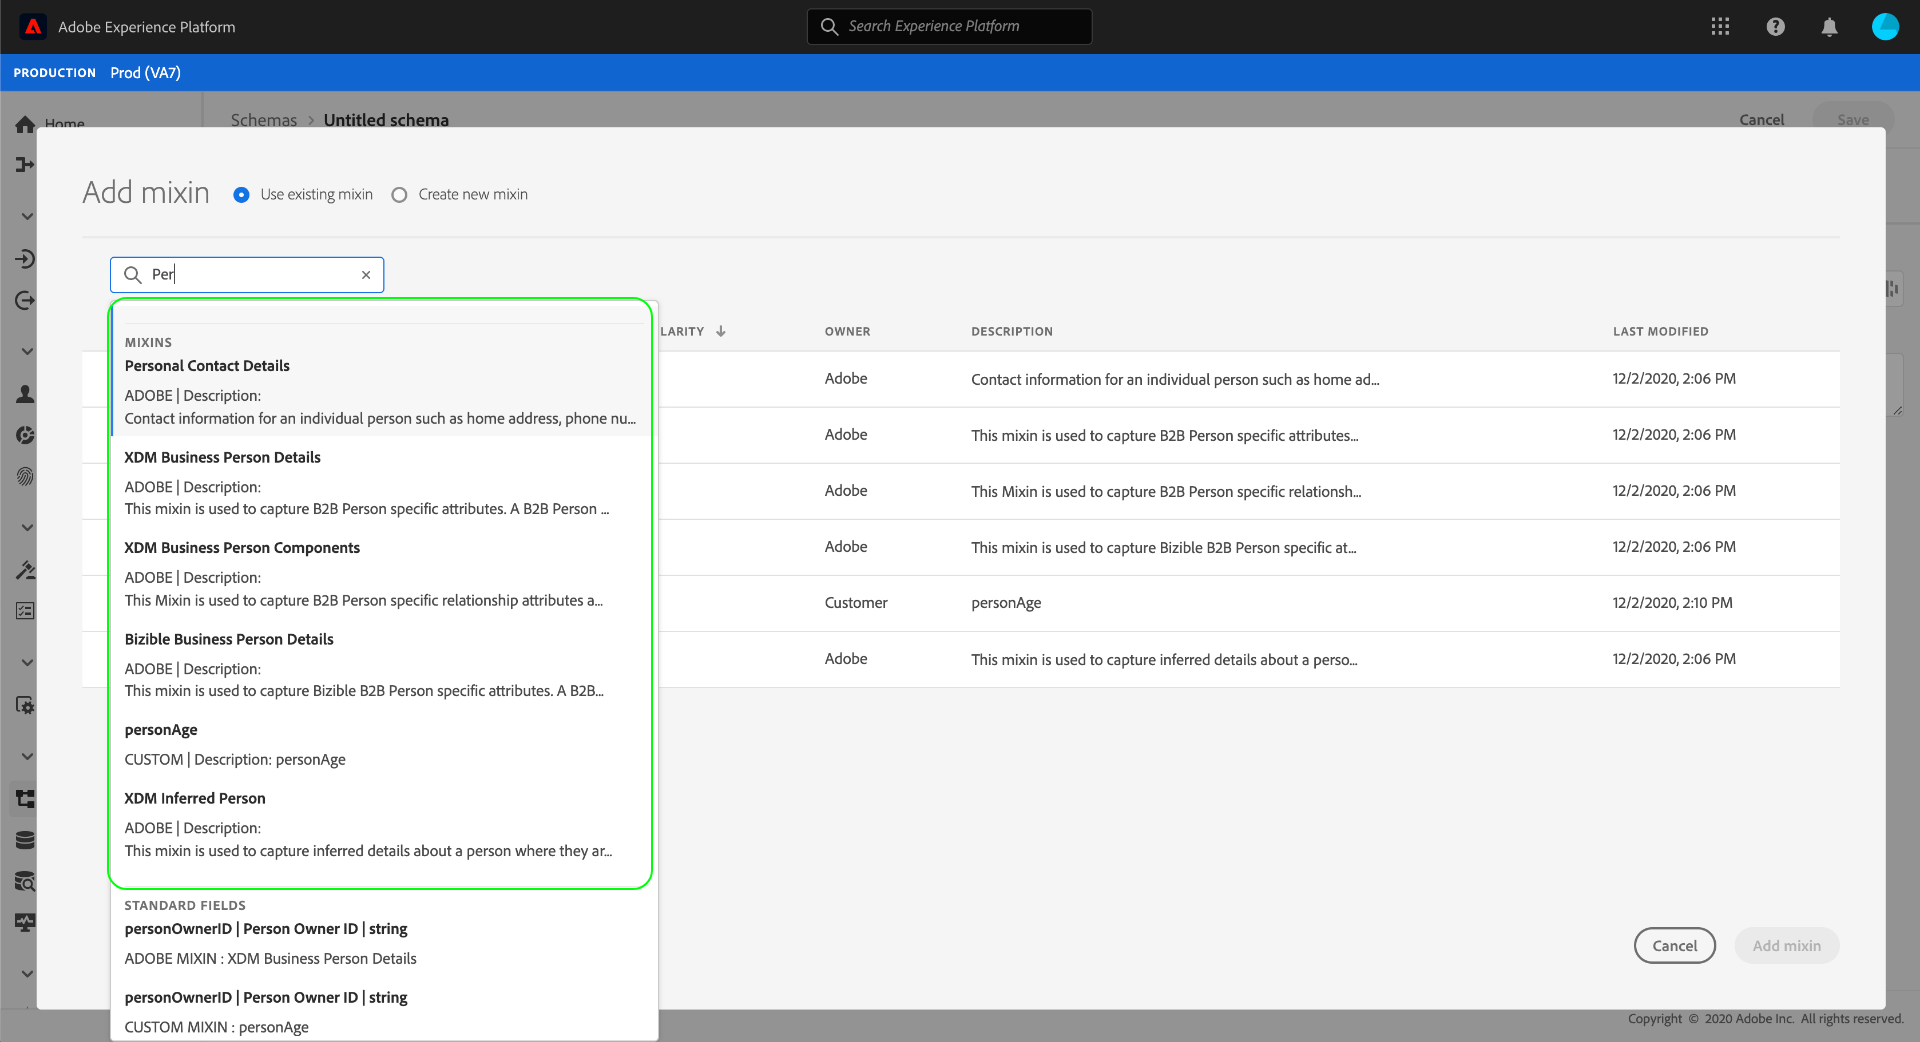 Adobe Experience Platform
Search Experience Platform
PRODUCTION Prod (VA7)
Home
Schemas > Untitled schema
Cancel
Save
Add mixin
Use existing mixin
Create new mixin
Per
LARITY
OWNER
DESCRIPTION
LAST MODIFIED
Adobe
Contact information for an individual person such as home ad...
12/2/2020, 2:06 PM
Adobe
This mixin is used to capture B2B Person specific attributes...
12/2/2020, 2:06 PM
Adobe
This Mixin is used to capture B2B Person specific relationsh...
12/2/2020, 2:06 PM
Adobe
This mixin is used to capture Bizible B2B Person specific at...
12/2/2020, 2:06 PM
Customer
personAge
12/2/2020, 2:10 PM
Adobe
This mixin is used to capture inferred details about a perso...
12/2/2020, 2:06 PM
MIXINS
Personal Contact Details
ADOBE | Description:
Contact information for an individual person such as home address, phone nu...
XDM Business Person Details
ADOBE | Description:
This mixin is used to capture B2B Person specific attributes. A B2B Person ...
XDM Business Person Components
ADOBE | Description:
This Mixin is used to capture B2B Person specific relationship attributes a...
Bizible Business Person Details
ADOBE | Description:
This mixin is used to capture Bizible B2B Person specific attributes. A B2B...
personAge
CUSTOM | Description: personAge
XDM Inferred Person
ADOBE | Description:
This mixin is used to capture inferred details about a person where they ar...
STANDARD FIELDS
personOwnerID | Person Owner ID | string
ADOBE MIXIN : XDM Business Person Details
personOwnerID | Person Owner ID | string
CUSTOM MIXIN : personAge
Cancel
Add mixin
Copyright © 2020 Adobe Inc. All rights reserved.